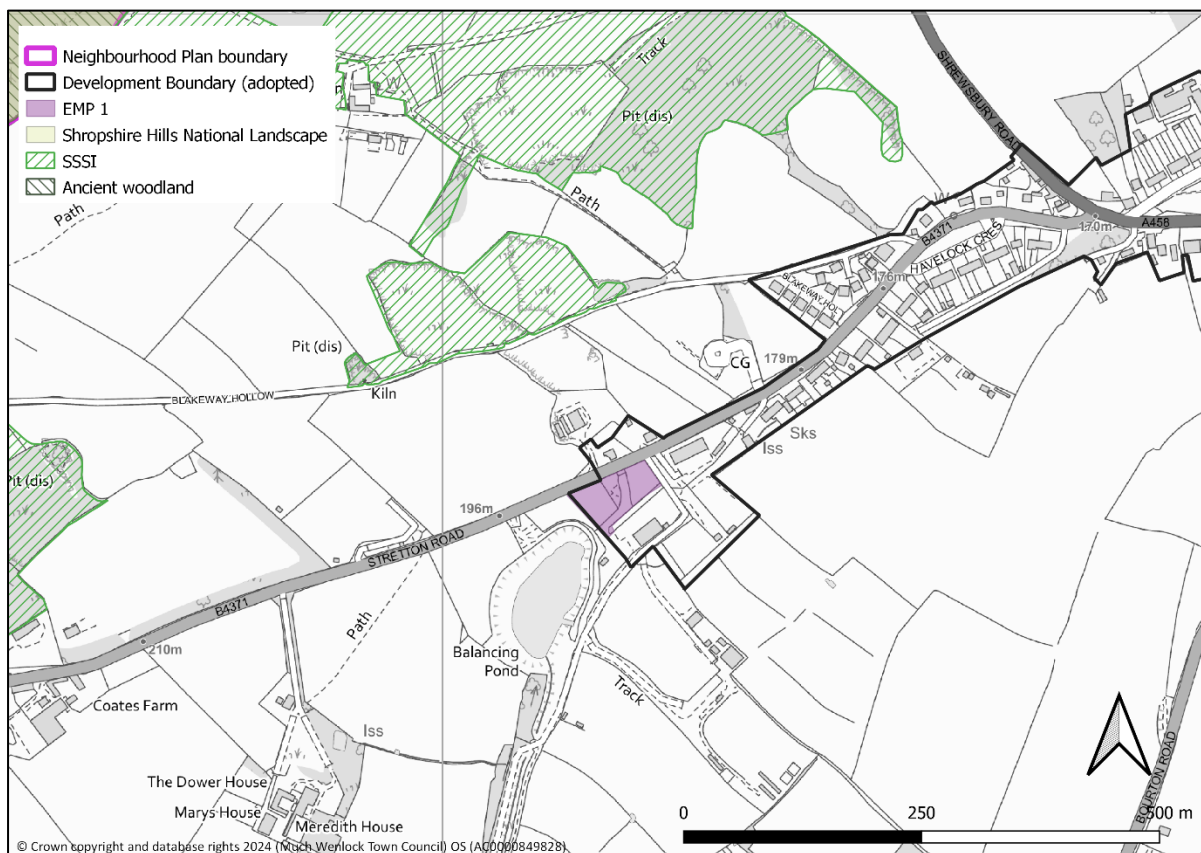 Neighbourhood Plan boundary
Development Boundary (adopted)
EMP 1
Shropshire Hills National Landscape
SSSI
Ancient woodland
Track
SHREWSBURY ROAD
W
Pit (dis)
Path
Path
W
B4371
170m
A458
HAVELOCK CRES
176m
BLAKEWAY HOL
Pit (dis)
CG
179m
Kiln
BLAKEWAY HOLLOW
Sks
Iss
Pit (dis)
196m
STRETTON ROAD
B4371
Path
210m
Balancing
Pond
Track
Coates Farm
Iss
BOURTON ROAD
The Dower House
Marys House
Meredith House
0
250
500 m
© Crown copyright and database rights 2024 (Much Wenlock Town Council) OS (AC0000849828)